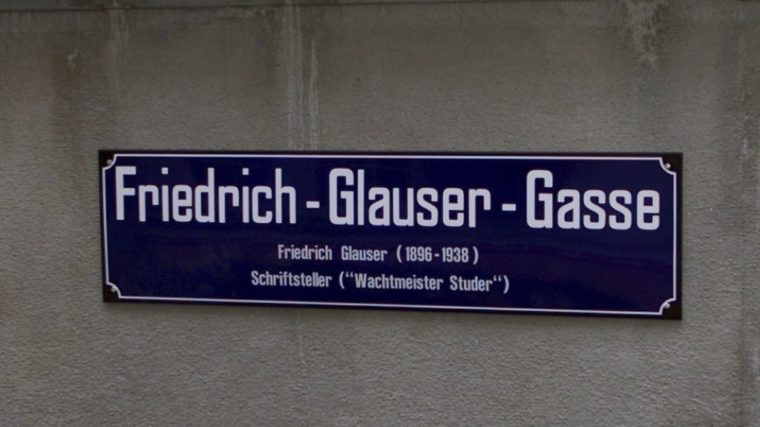 Friedrich - Glauser - Gasse
Friedrich Glauser (1896-1938)
Schriftsteller (“Wachtmeister Studer“)